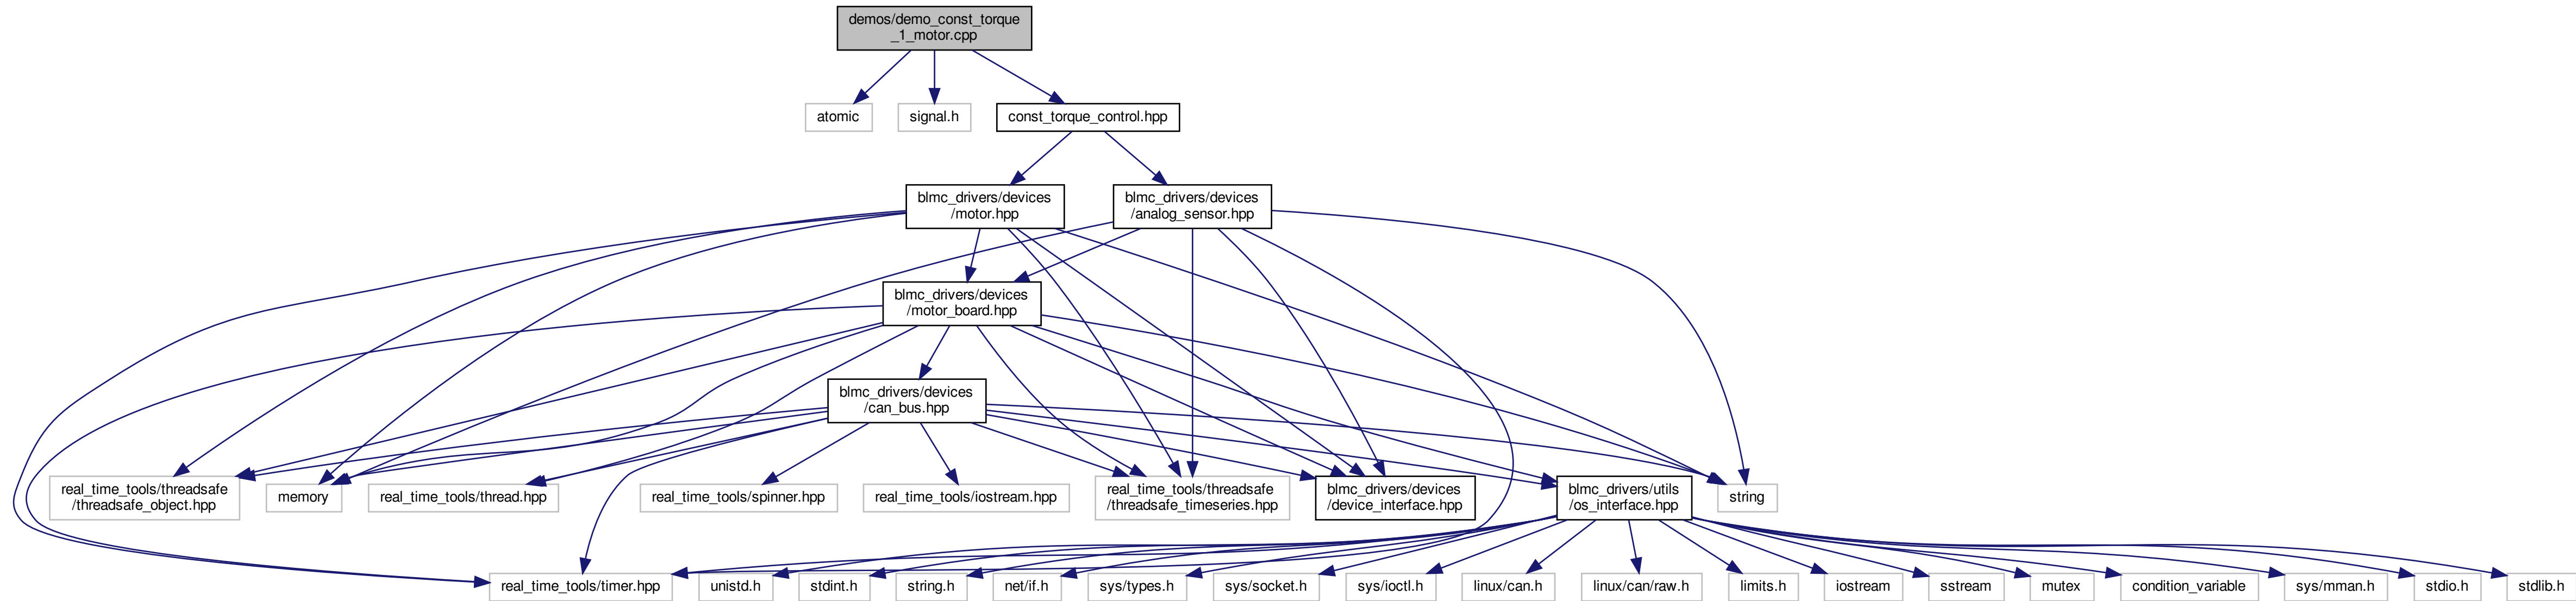 demos/demo_const_torque
_1_motor.cpp
atomic
signal.h
const_torque_control.hpp
blmc_drivers/devices
/motor.hpp
blmc_drivers/devices
/analog_sensor.hpp
blmc_drivers/devices
/motor_board.hpp
blmc_drivers/devices
/can_bus.hpp
real_time_tools/threadsafe
/threadsafe_object.hpp
memory
real_time_tools/thread.hpp
real_time_tools/spinner.hpp
real_time_tools/iostream.hpp
real_time_tools/threadsafe
/threadsafe_timeseries.hpp
blmc_drivers/devices
/device_interface.hpp
blmc_drivers/utils
/os_interface.hpp
string
real_time_tools/timer.hpp
unistd.h
stdint.h
string.h
net/if.h
sys/types.h
sys/socket.h
sys/ioctl.h
linux/can.h
linux/can/raw.h
limits.h
iostream
sstream
mutex
condition_variable
sys/mman.h
stdio.h
stdlib.h